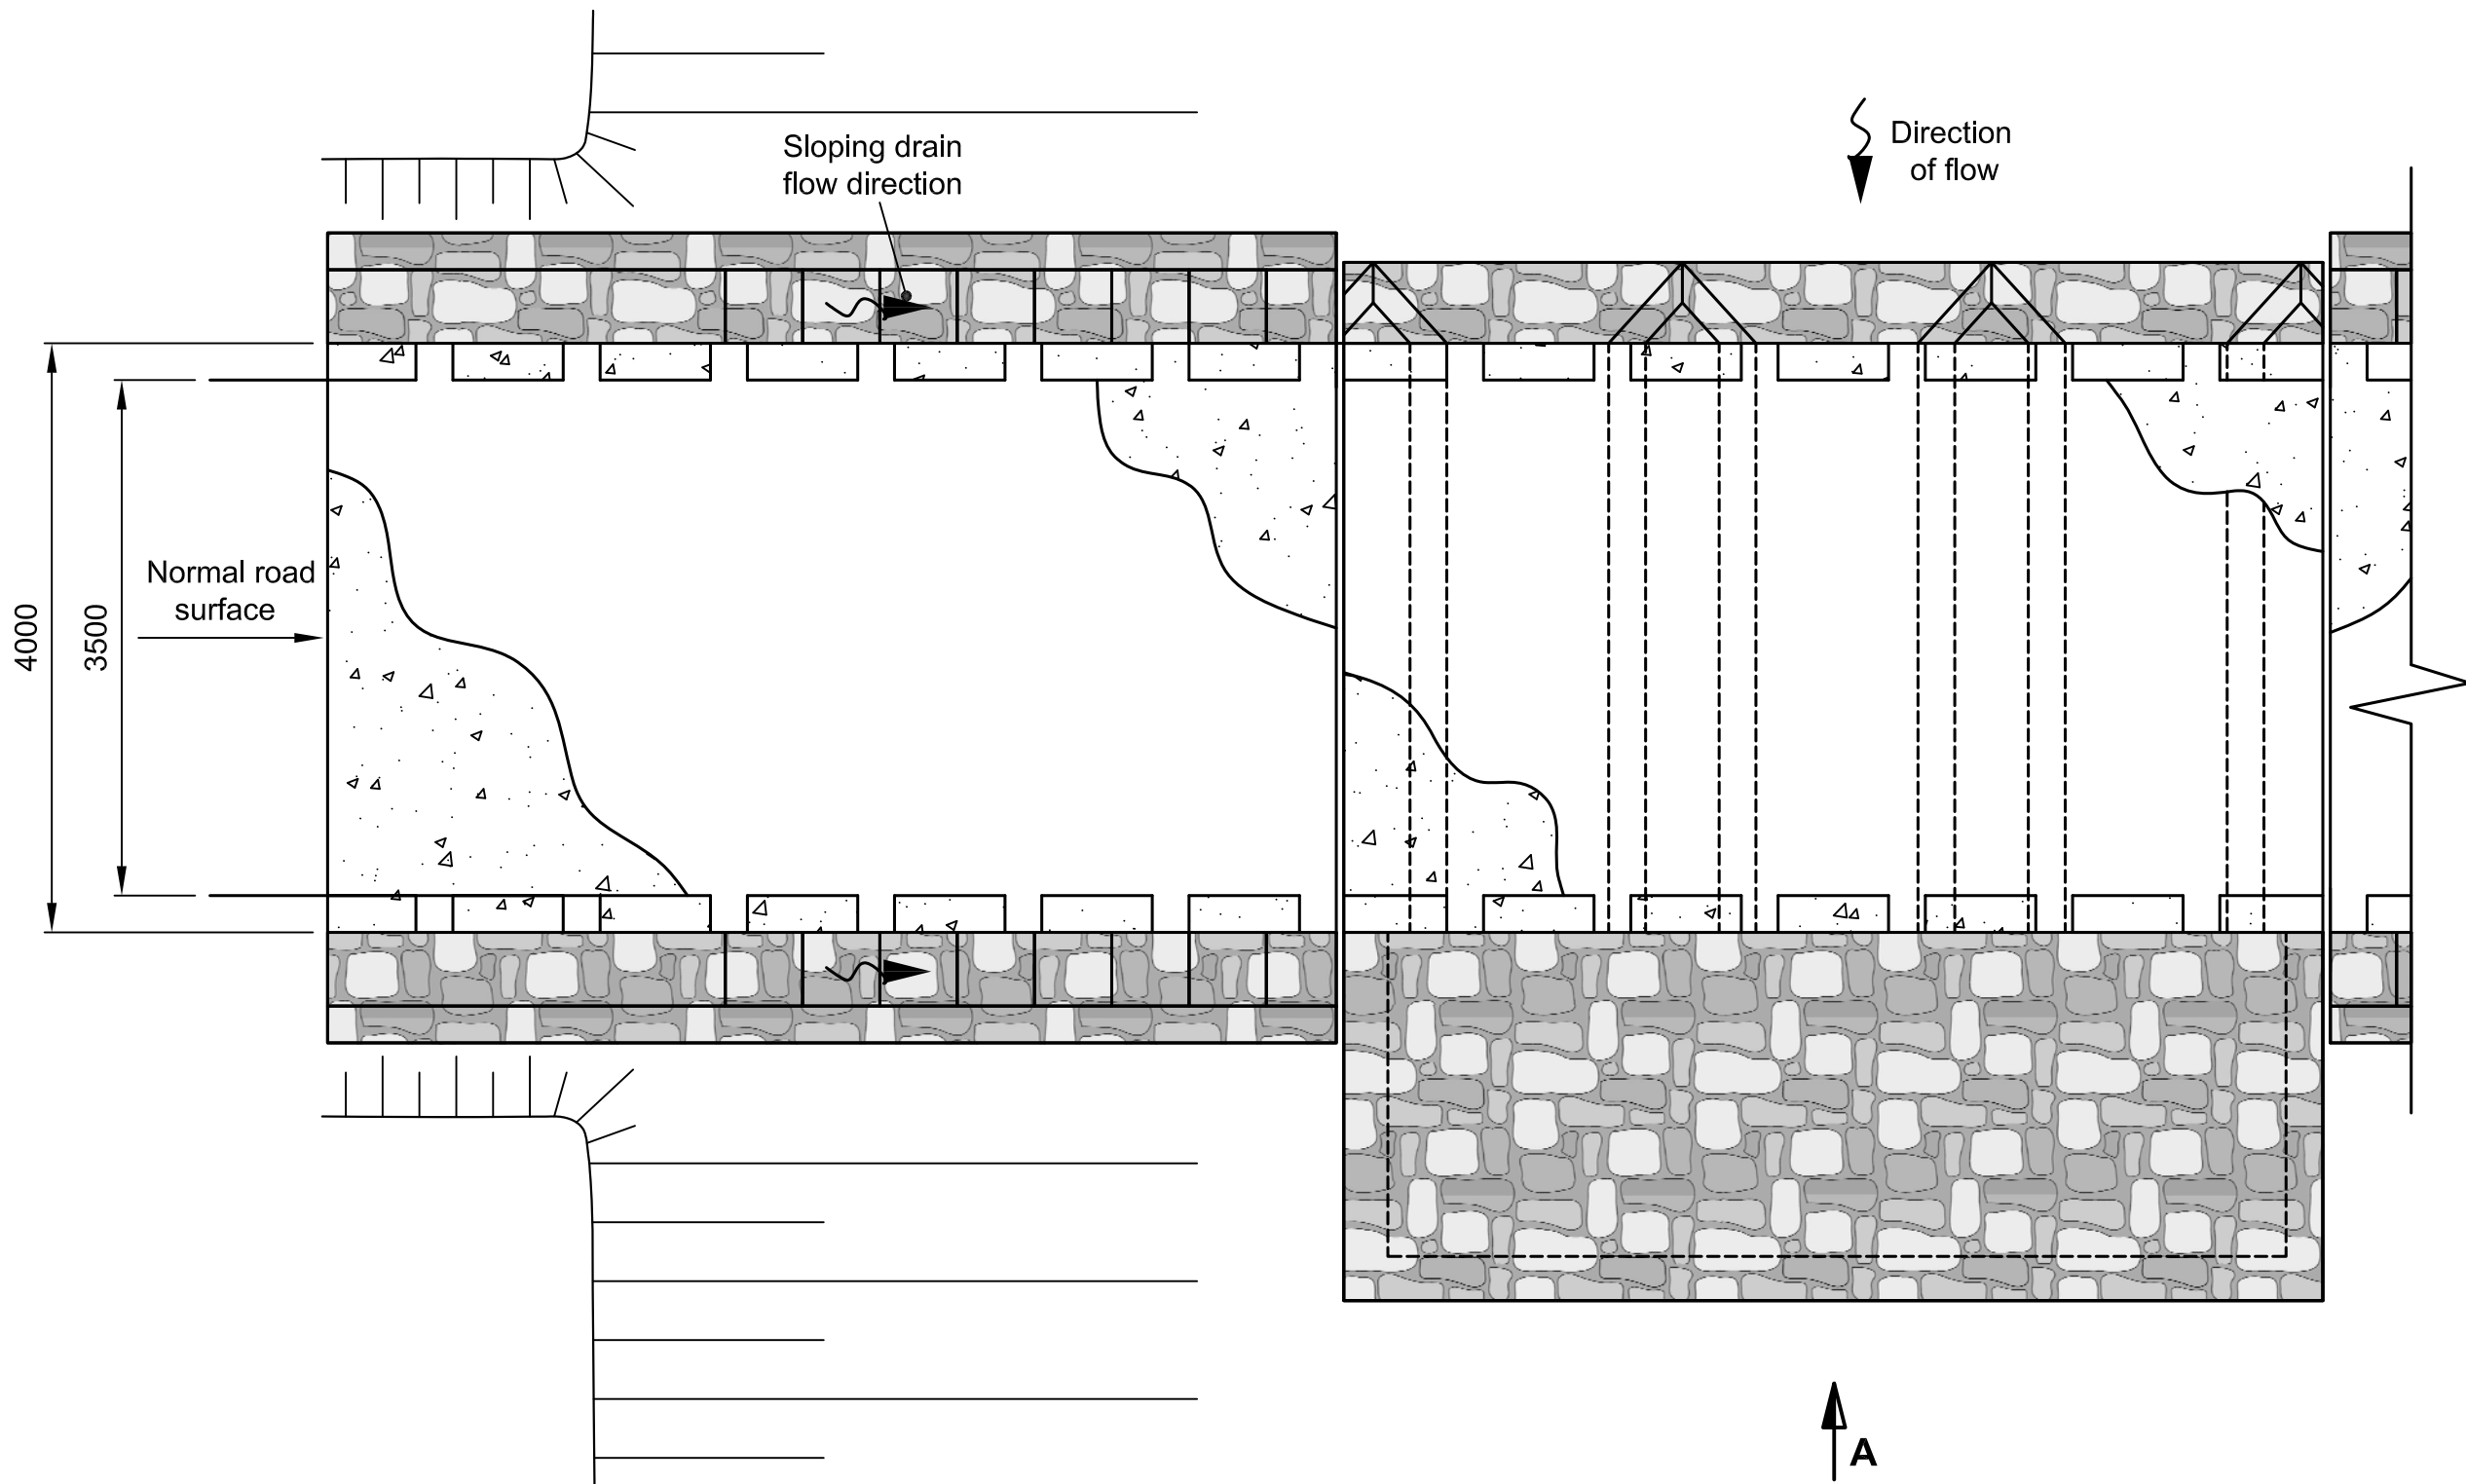 Sloping drain
flow direction
Direction
of flow
Normal road
surface
4000
3500
A